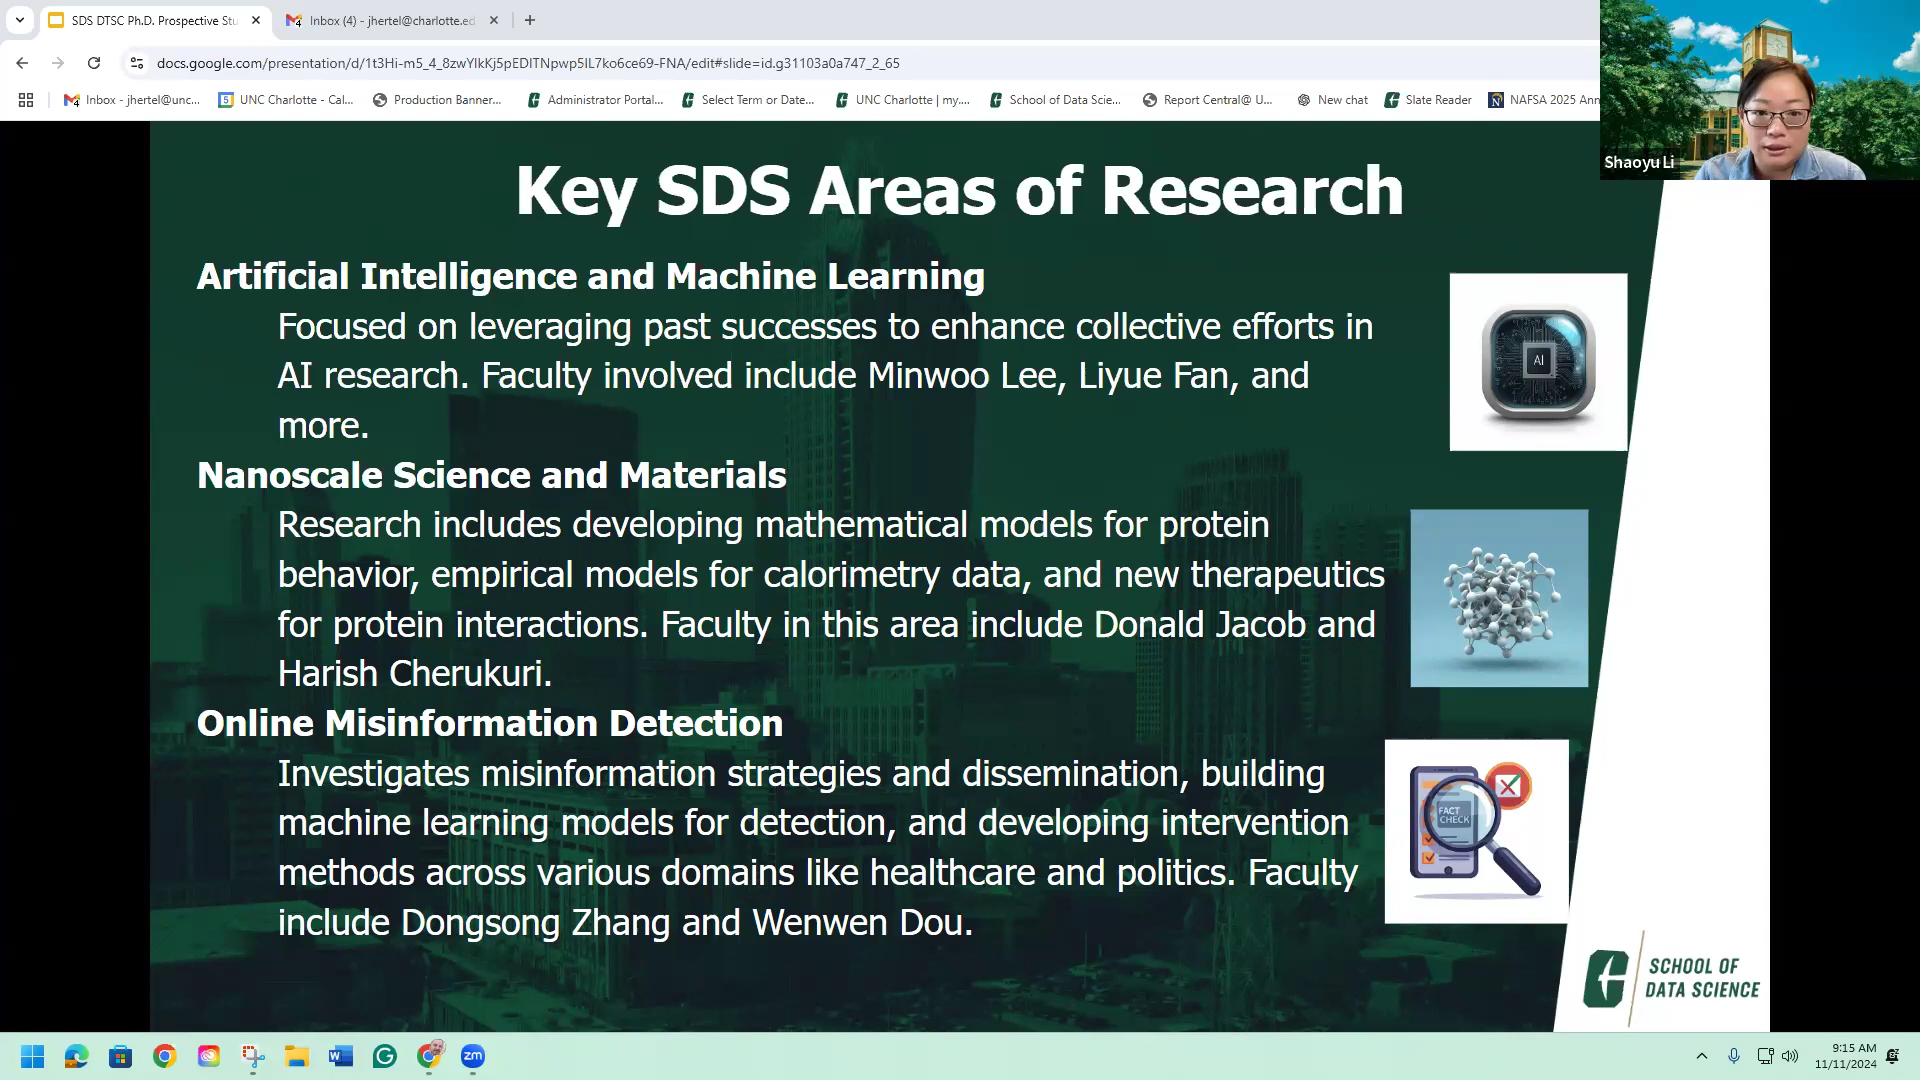 SDS DTSC Ph.D. Prospective Stu
Inbox (4) - jhertel@charlotte.ed
docs.google.com/presentation/d/1t3Hi-m5_4_8zwYlkKj5pEDITNpwp5IL7ko6ce69-FNA/edit#slide=id.g31103a0a747_2_65
Inbox - jhertel@unc...
UNC Charlotte - Cal...
Production Banner...
Administrator Portal...
Select Term or Date...
UNC Charlotte | my....
School of Data Scie...
Report Central@ U...
New chat
Slate Reader
NAFSA 2025 Ann
Shaoyu Li
Key SDS Areas of Research
Artificial Intelligence and Machine Learning
Focused on leveraging past successes to enhance collective efforts in
AI research. Faculty involved include Minwoo Lee, Liyue Fan, and
more.
AI
Nanoscale Science and Materials
Research includes developing mathematical models for protein
behavior, empirical models for calorimetry data, and new therapeutics
for protein interactions. Faculty in this area include Donald Jacob and
Harish Cherukuri.
Online Misinformation Detection
Investigates misinformation strategies and dissemination, building
machine learning models for detection, and developing intervention
methods across various domains like healthcare and politics. Faculty
include Dongsong Zhang and Wenwen Dou.
FACT
CHECK
SCHOOL OF
DATA SCIENCE
zm
9:15 AM
11/11/2024